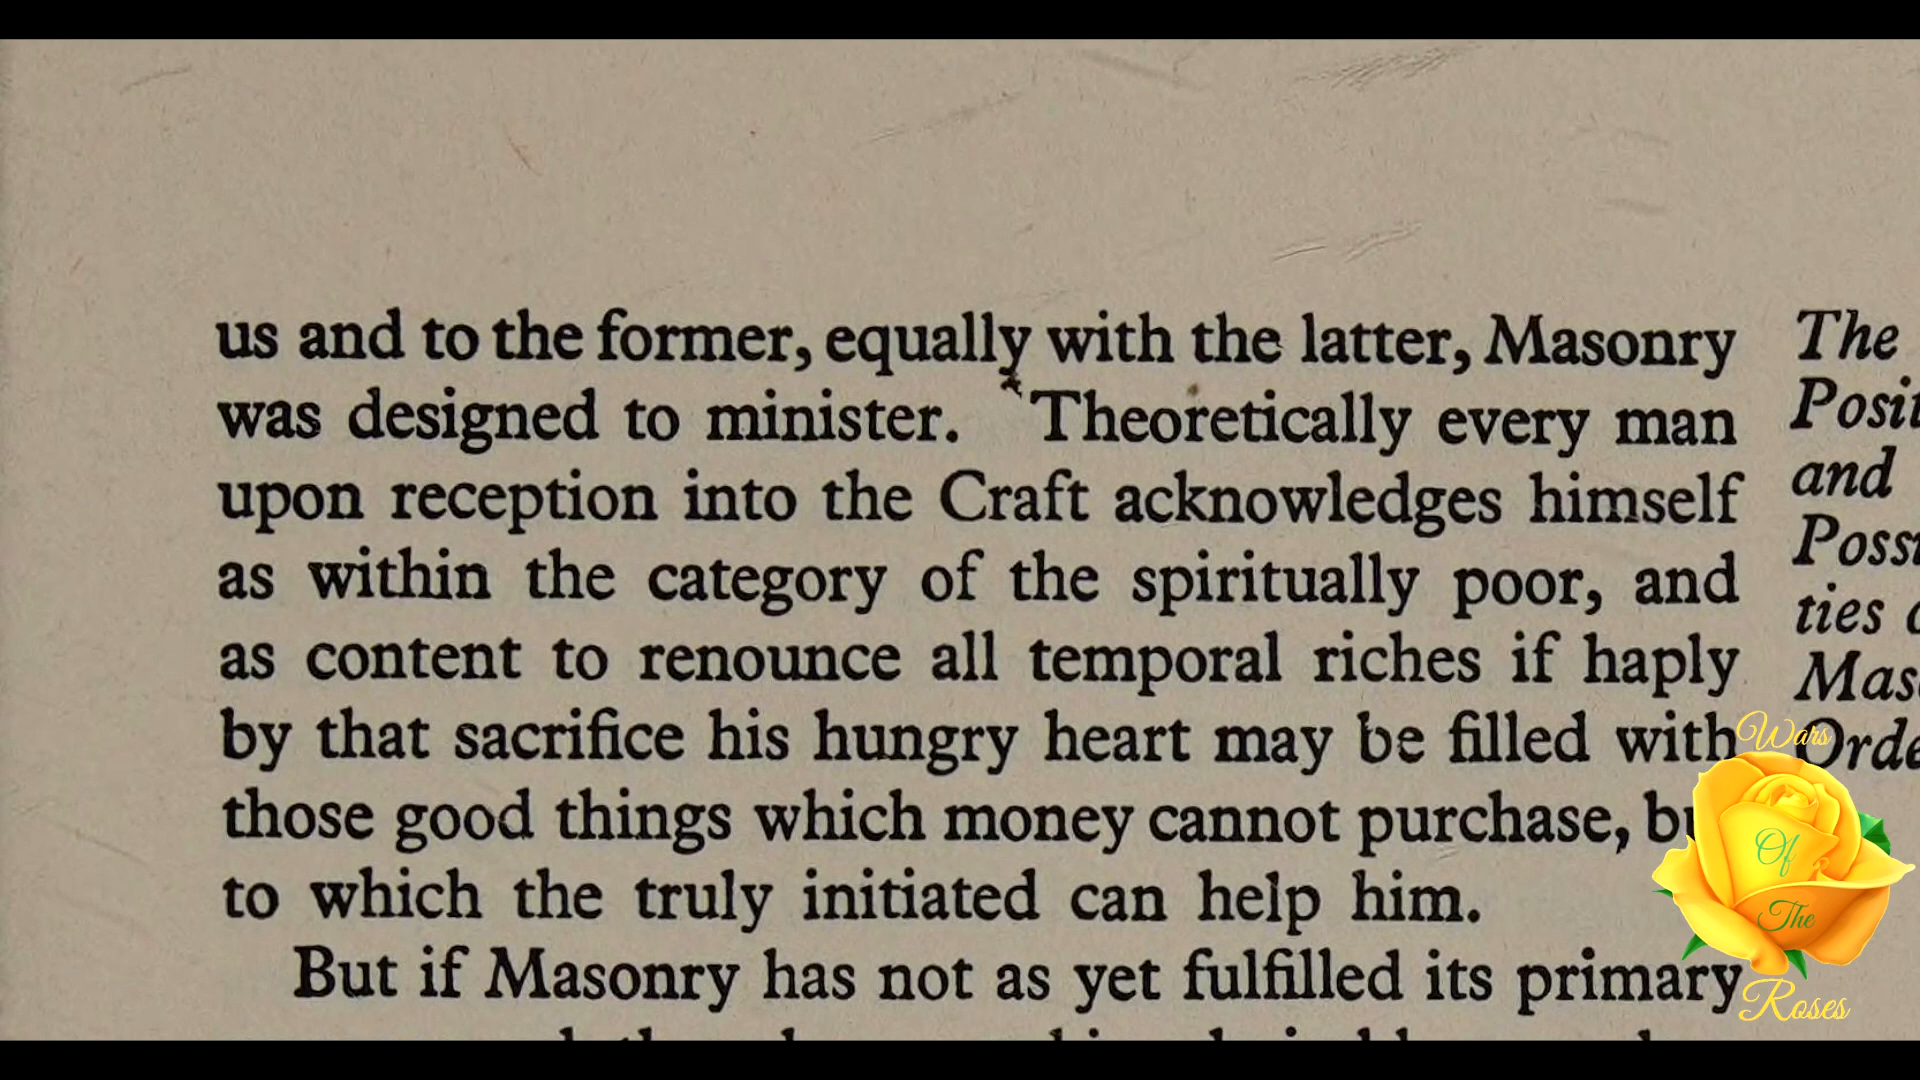 us and to the former, equally with the latter, Masonry
was designed to minister. Theoretically every man
upon reception into the Craft acknowledges himself
as within the category of the spiritually poor, and
as content to renounce all temporal riches if haply
by that sacrifice his hungry heart may be filled with
those good things which money cannot purchase,
to which the truly initiated can help him.
But if Masonry has not as yet fulfilled its primary
The
and
ties
Wars
Of
The
Roses